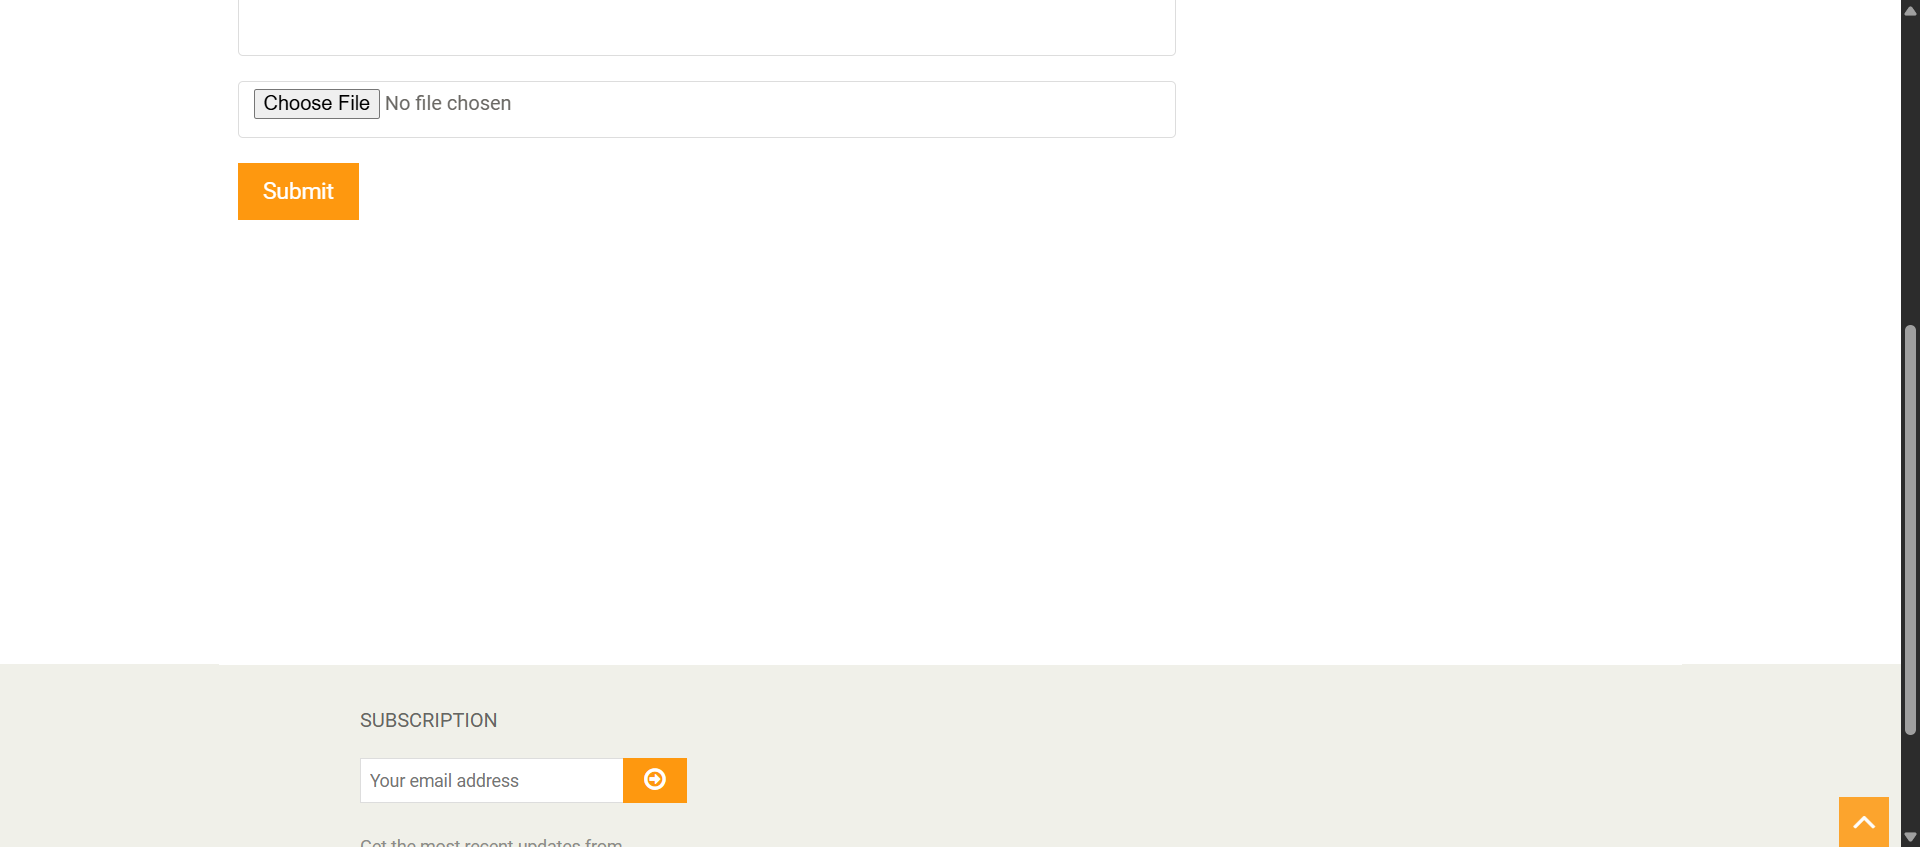 Choose File No file chosen
Submit
SUBSCRIPTION
Your email address
Get the most recent updates from